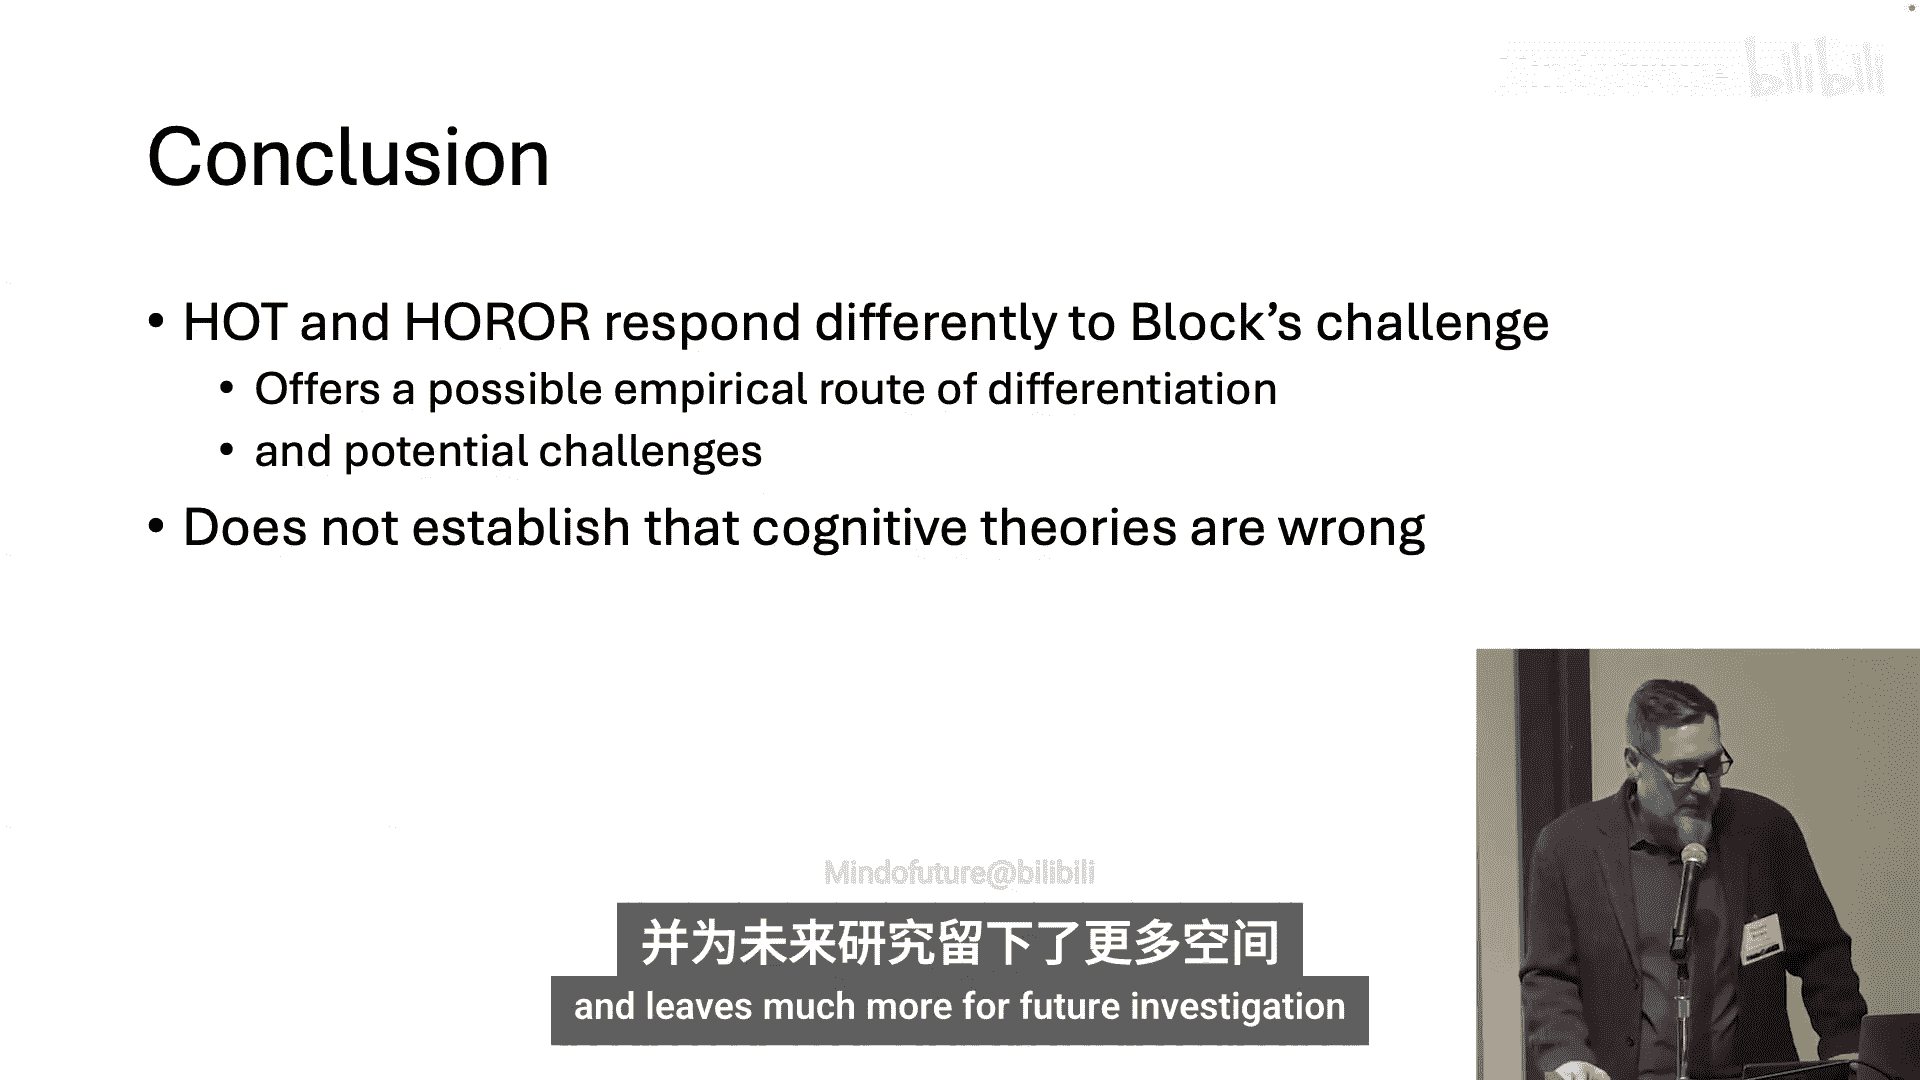 bilibili
Conclusion
• HOT and HOROR respond differently to Block’s challenge
• Offers a possible empirical route of differentiation
• and potential challenges
• Does not establish that cognitive theories are wrong
Mindofuture@bilibili
并为未来研究留下了更多空间
and leaves much more for future investigation